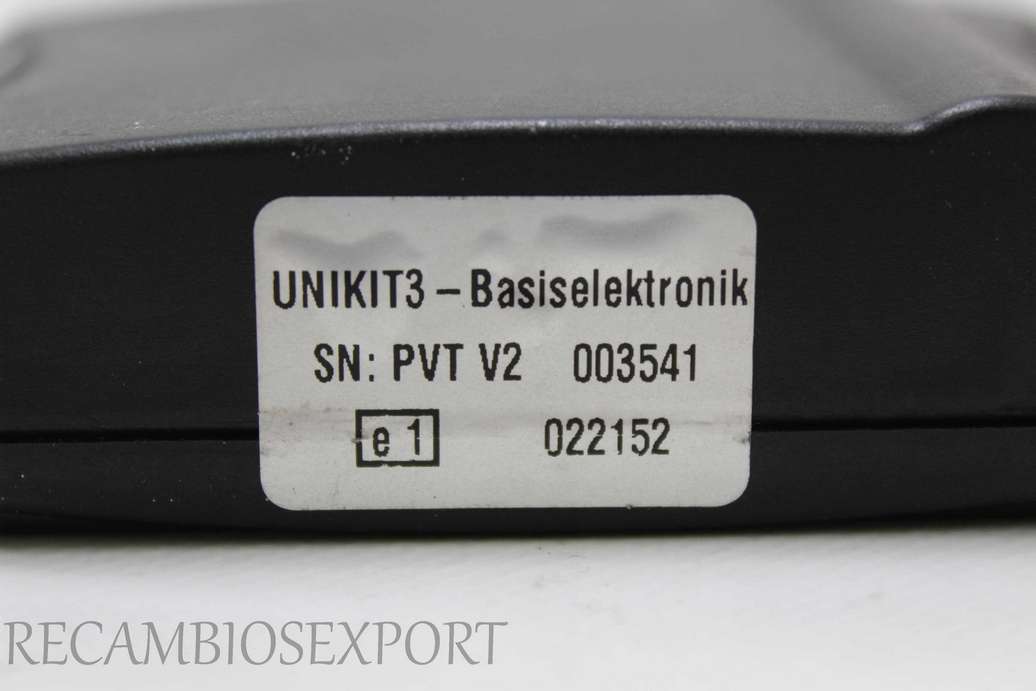 UNIKIT3 – Basiselektronik
SN: PVT V2 003541
e 1 022152
RECAMBIOSEXPORT